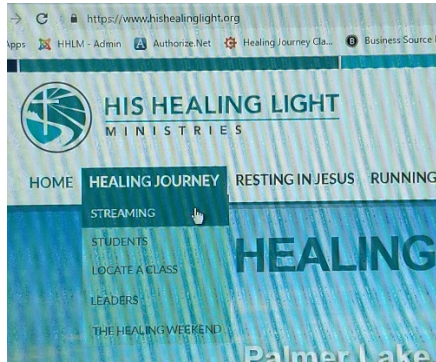 https://www.hishealinglight.org
Apps HHLM - Admin Authorize.Net Healing Journey Cla... Business Source
HIS HEALING LIGHT
MINISTRIES
HOME HEALING JOURNEY RESTING IN JESUS RUNNING
STREAMING
STUDENTS
HEALING
LOCATE A CLASS
LEADERS
THE HEALING WEEKEND
Palmer Lake